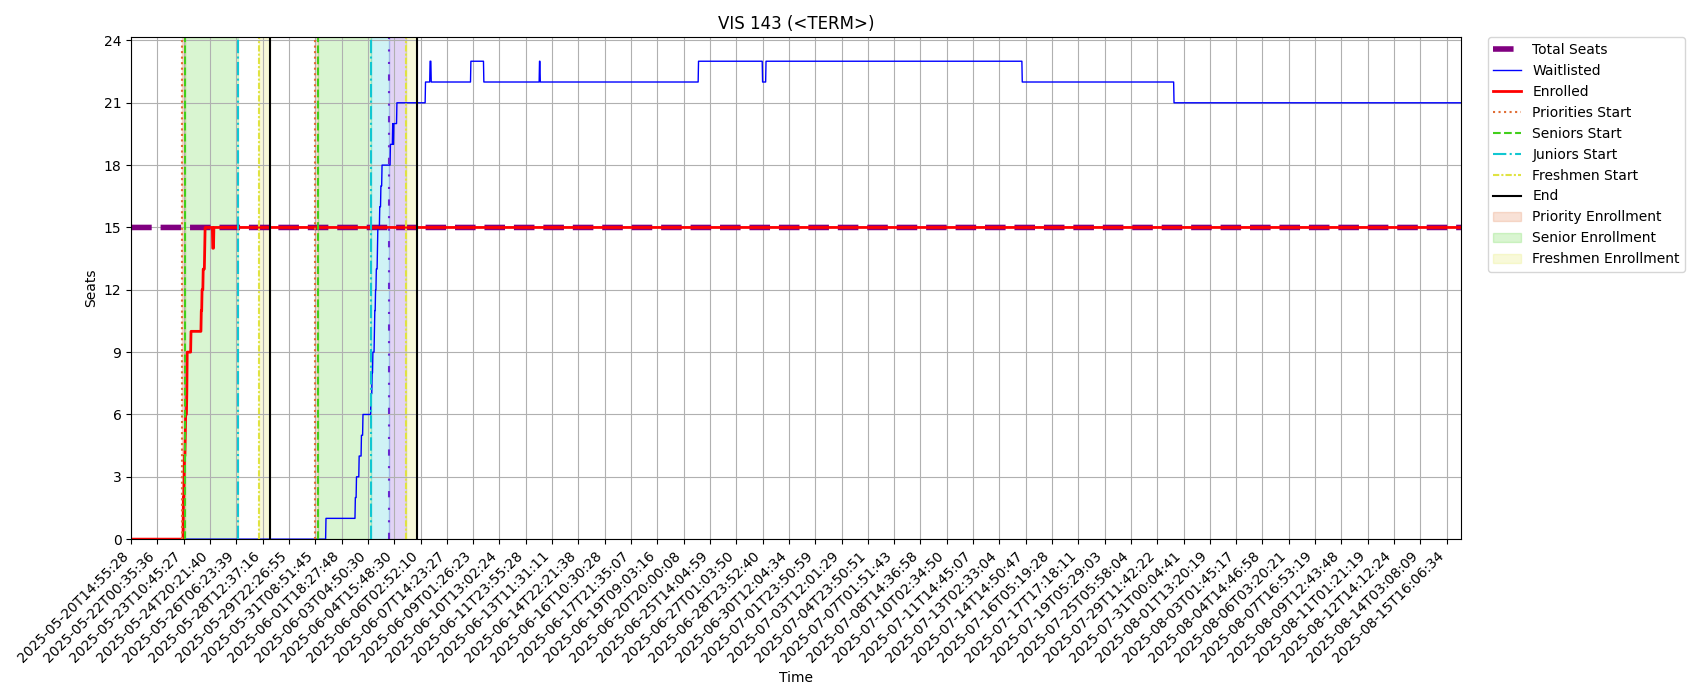 VIS 143 (<TERM>)
24
21
18
15
12
9
6
3
0
Seats
2025-05-20T14:55:28
2025-05-22T00:35:36
2025-05-23T10:45:27
2025-05-24T20:21:40
2025-05-26T06:23:39
2025-05-28T12:37:16
2025-05-29T22:26:55
2025-05-31T08:51:45
2025-06-01T18:27:48
2025-06-03T04:50:30
2025-06-04T15:48:30
2025-06-06T02:52:10
2025-06-07T14:23:27
2025-06-09T01:26:23
2025-06-10T13:02:24
2025-06-11T23:55:28
2025-06-13T11:31:11
2025-06-14T22:21:38
2025-06-16T10:30:28
2025-06-17T21:35:07
2025-06-19T09:03:16
2025-06-20T20:00:08
2025-06-25T14:04:59
2025-06-27T01:03:50
2025-06-28T23:52:40
2025-06-30T12:04:34
2025-07-01T23:50:59
2025-07-03T12:01:29
2025-07-04T23:50:51
2025-07-07T01:51:43
2025-07-08T14:36:58
2025-07-10T02:34:50
2025-07-11T14:45:07
2025-07-13T02:33:04
2025-07-14T14:50:47
2025-07-16T05:19:28
2025-07-17T17:18:11
2025-07-19T05:29:03
2025-07-25T05:58:04
2025-07-29T11:42:22
2025-07-31T00:04:41
2025-08-01T13:20:19
2025-08-03T01:45:17
2025-08-04T14:46:58
2025-08-06T03:20:21
2025-08-07T16:53:19
2025-08-09T12:43:48
2025-08-11T01:21:19
2025-08-12T14:12:24
2025-08-14T03:08:09
2025-08-15T16:06:34
Time
Total Seats
Waitlisted
Enrolled
Priorities Start
Seniors Start
Juniors Start
Freshmen Start
End
Priority Enrollment
Senior Enrollment
Freshmen Enrollment